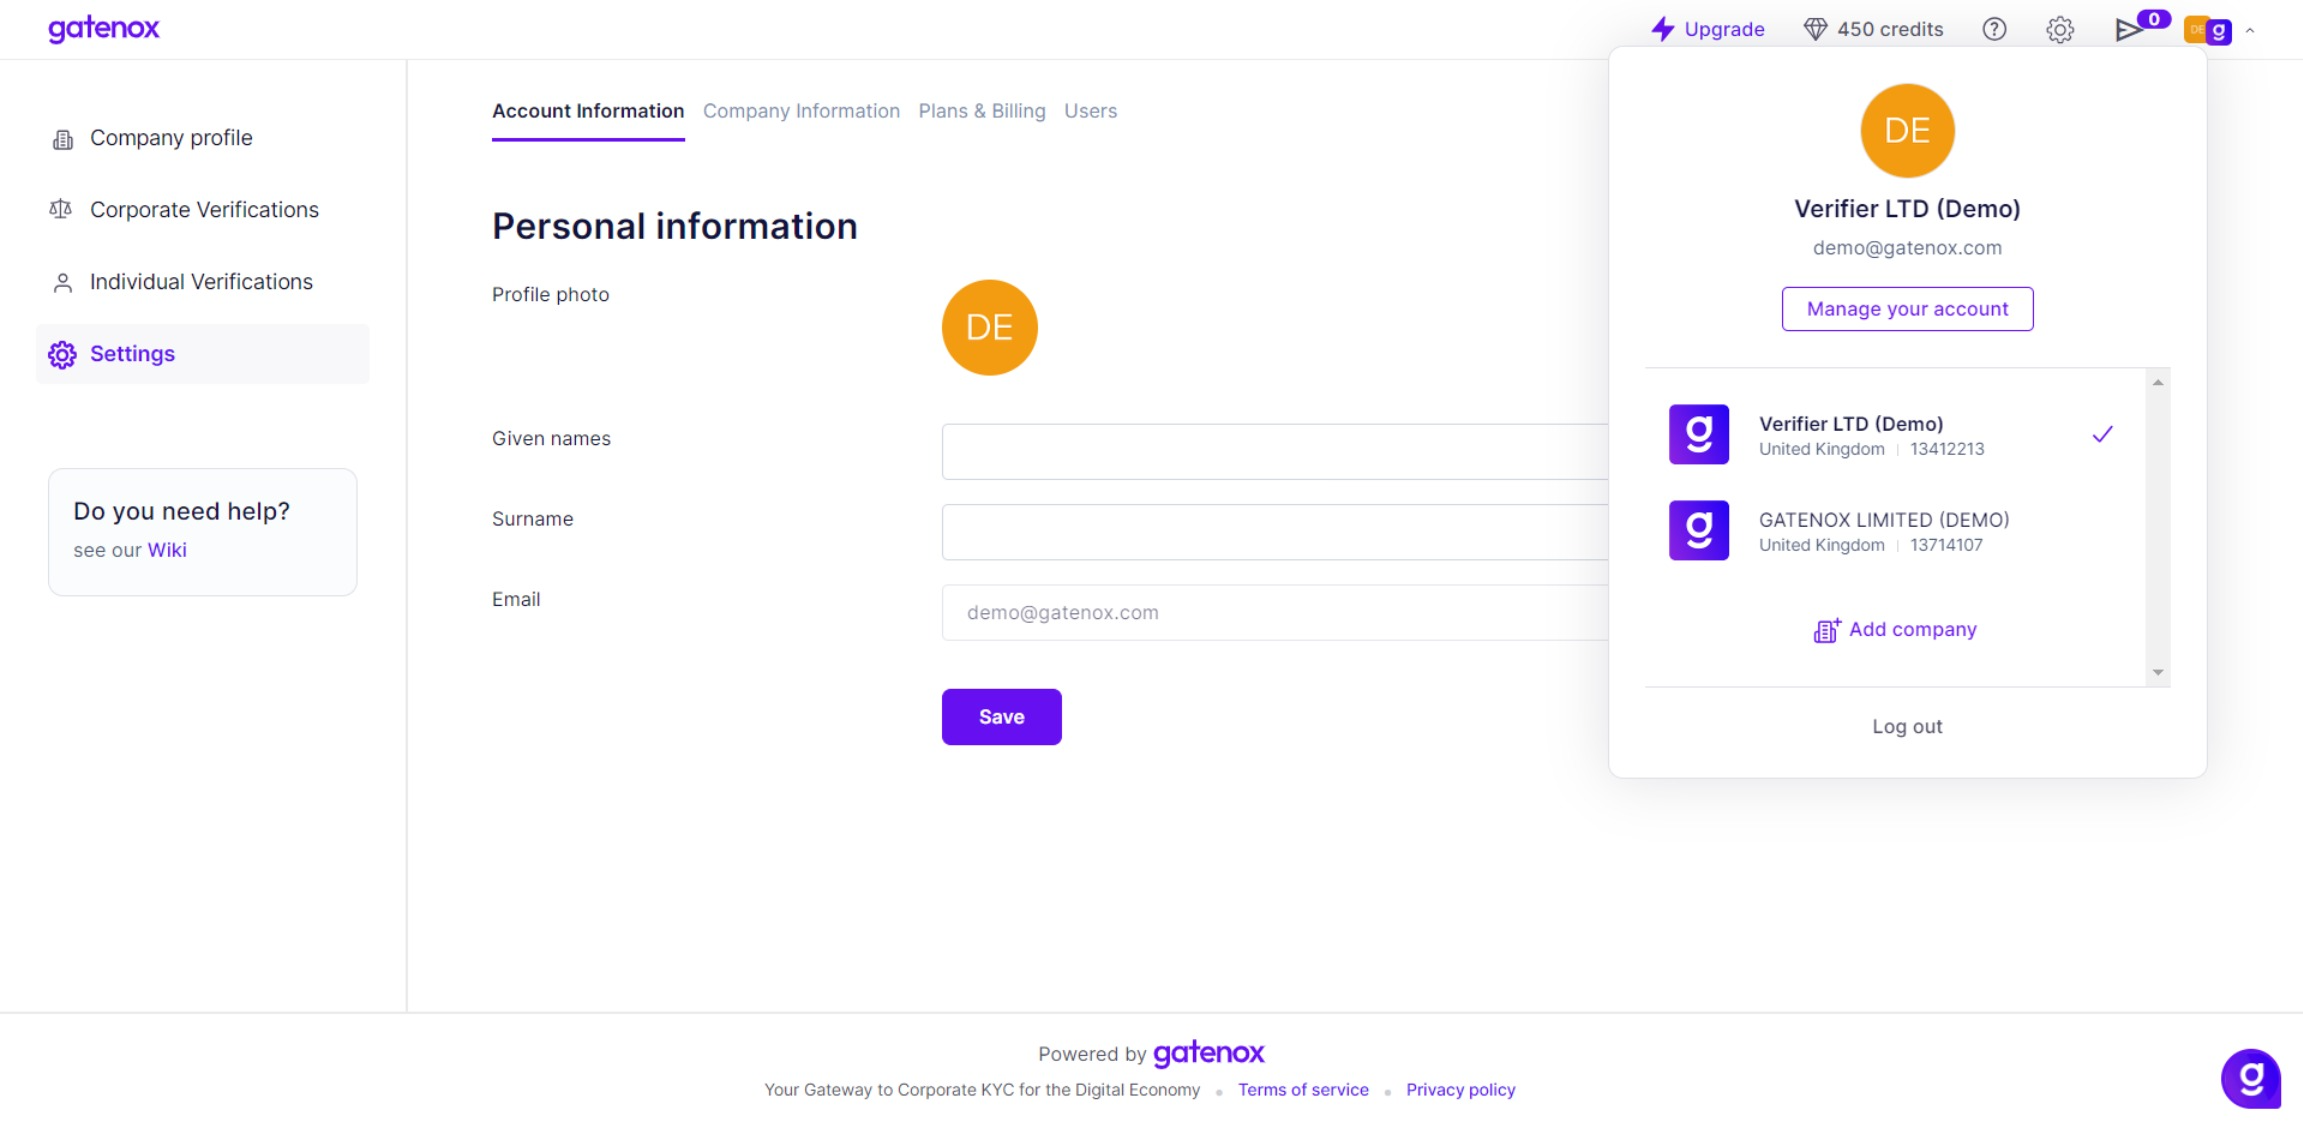 gatenox
Upgrade
450 credits
0
DE g
Company profile
Corporate Verifications
Individual Verifications
Settings
Do you need help?
see our Wiki
Account Information Company Information Plans & Billing Users
Personal information
Profile photo
DE
Given names
Surname
Email
demo@gatenox.com
Save
DE
Verifier LTD (Demo)
demo@gatenox.com
Manage your account
g
Verifier LTD (Demo)
United Kingdom | 13412213
g
GATENOX LIMITED (DEMO)
United Kingdom | 13714107
Add company
Log out
Powered by gatenox
Your Gateway to Corporate KYC for the Digital Economy • Terms of service • Privacy policy
g